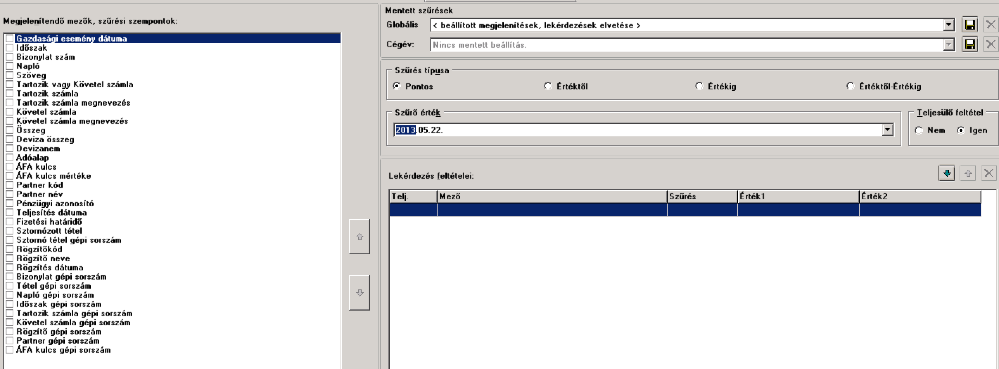 Megjelenítendő mezők, szűrési szempontok:
Gazdasági esemény dátuma
Időszak
Bizonylat szám
Napló
Szöveg
Tartozik vagy Követel számla
Tartozik számla
Tartozik számla megnevezés
Követel számla
Követel számla megnevezés
Összeg
Deviza összeg
Devizanem
Adóalap
ÁFA kulcs
ÁFA kulcs mértéke
Partner kód
Partner név
Pénzügyi azonosító
Teljesítés dátuma
Fizetési határidő
Sztornózott tétel
Sztornó tétel gépi sorszám
Rögzítőkód
Rögzítő neve
Rögzítés dátuma
Bizonylat gépi sorszám
Tétel gépi sorszám
Napló gépi sorszám
Időszak gépi sorszám
Tartozik számla gépi sorszám
Követel számla gépi sorszám
Rögzítő gépi sorszám
Partner gépi sorszám
ÁFA kulcs gépi sorszám
Mentett szűrések
Globális < beállított megjelenítések, lekérdezések elvetése >
Cégév: Nincs mentett beállítás.
Szűrés típusa
Pontos Értéktől Értékig Értéktől-Értékig
Szűrő érték
2013.05.22.
Teljesülő feltétel
Nem Igen
Lekérdezés feltételei:
Telj. Mező Szűrés Érték1 Érték2